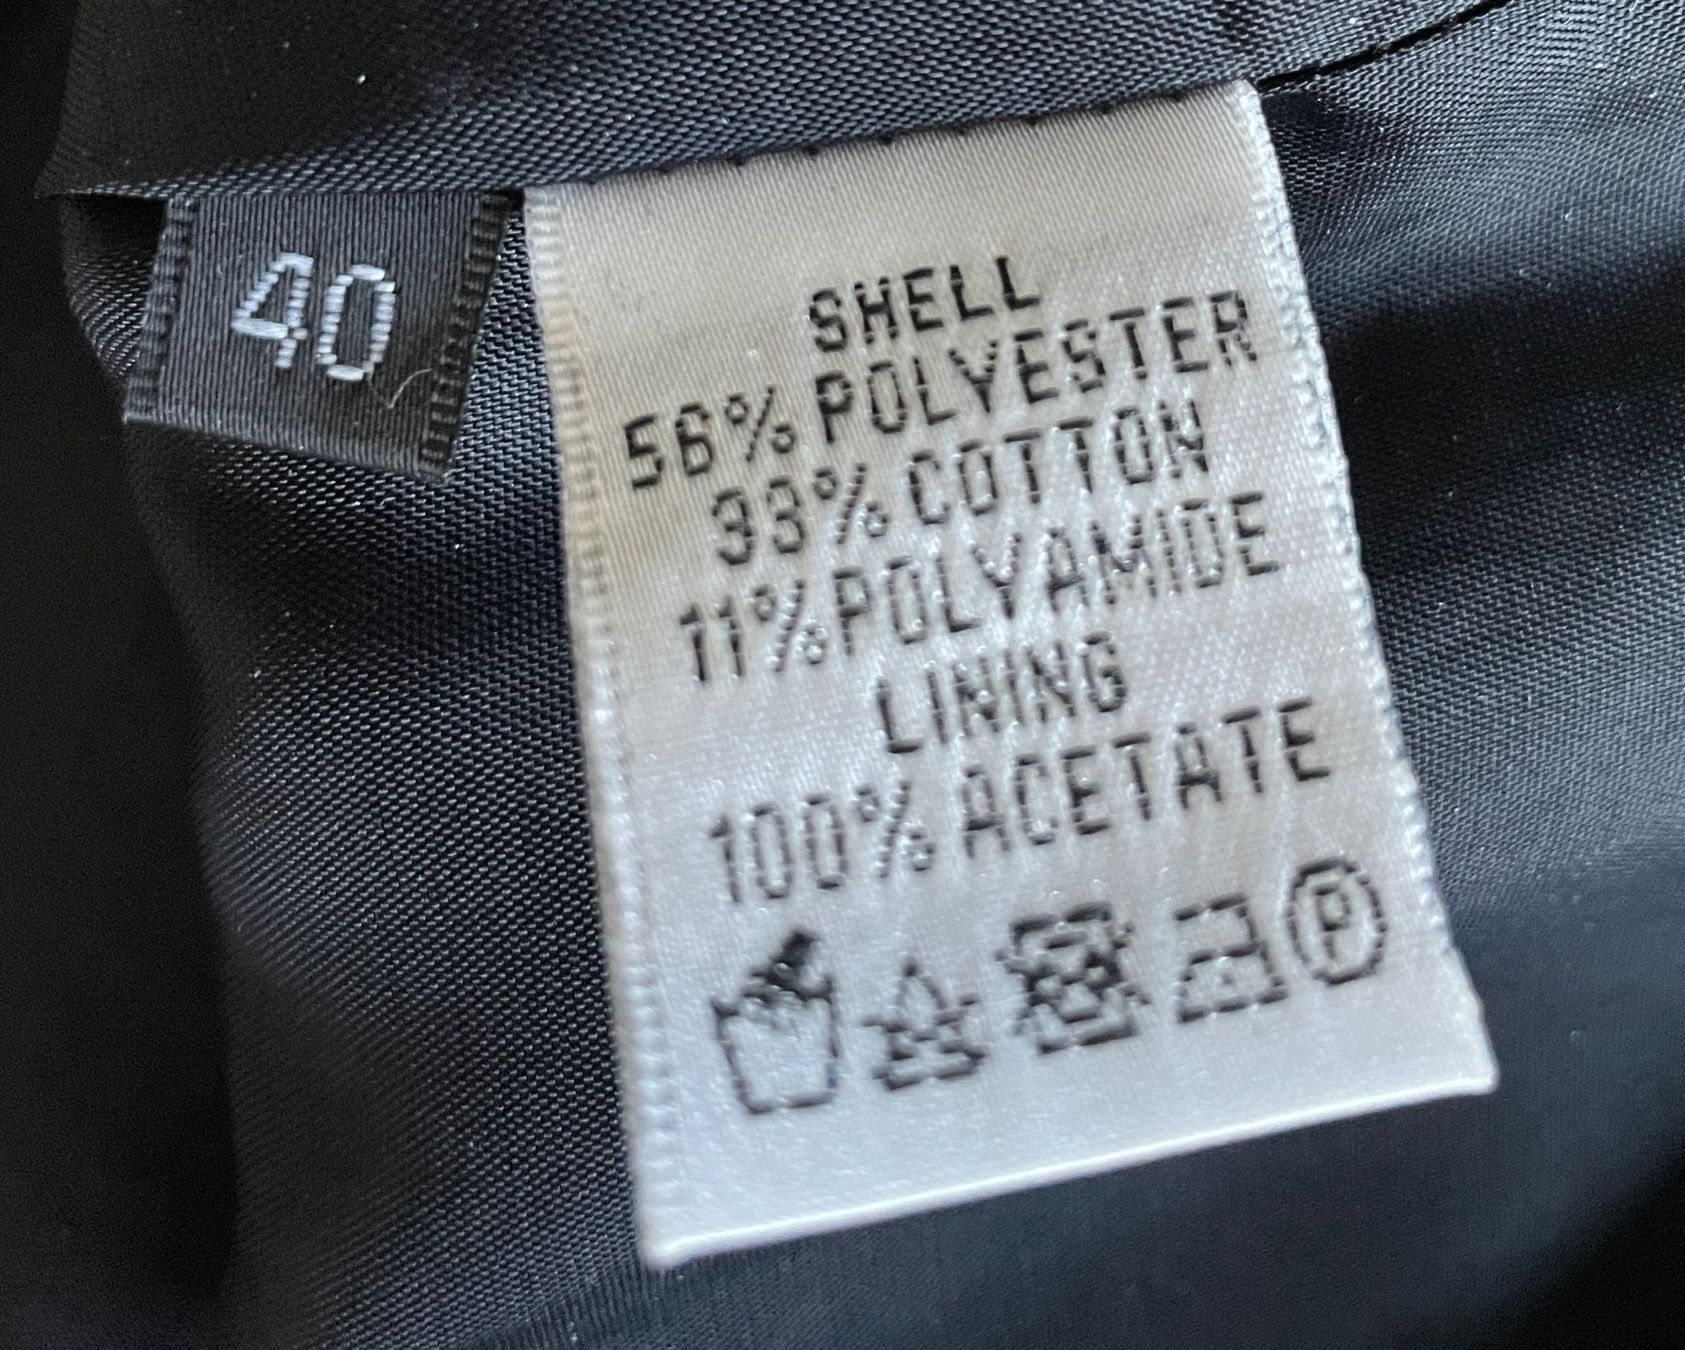 40
SHELL
56% POLYESTER
33% COTTON
11% POLYAMIDE
LINING
100% ACETATE
P